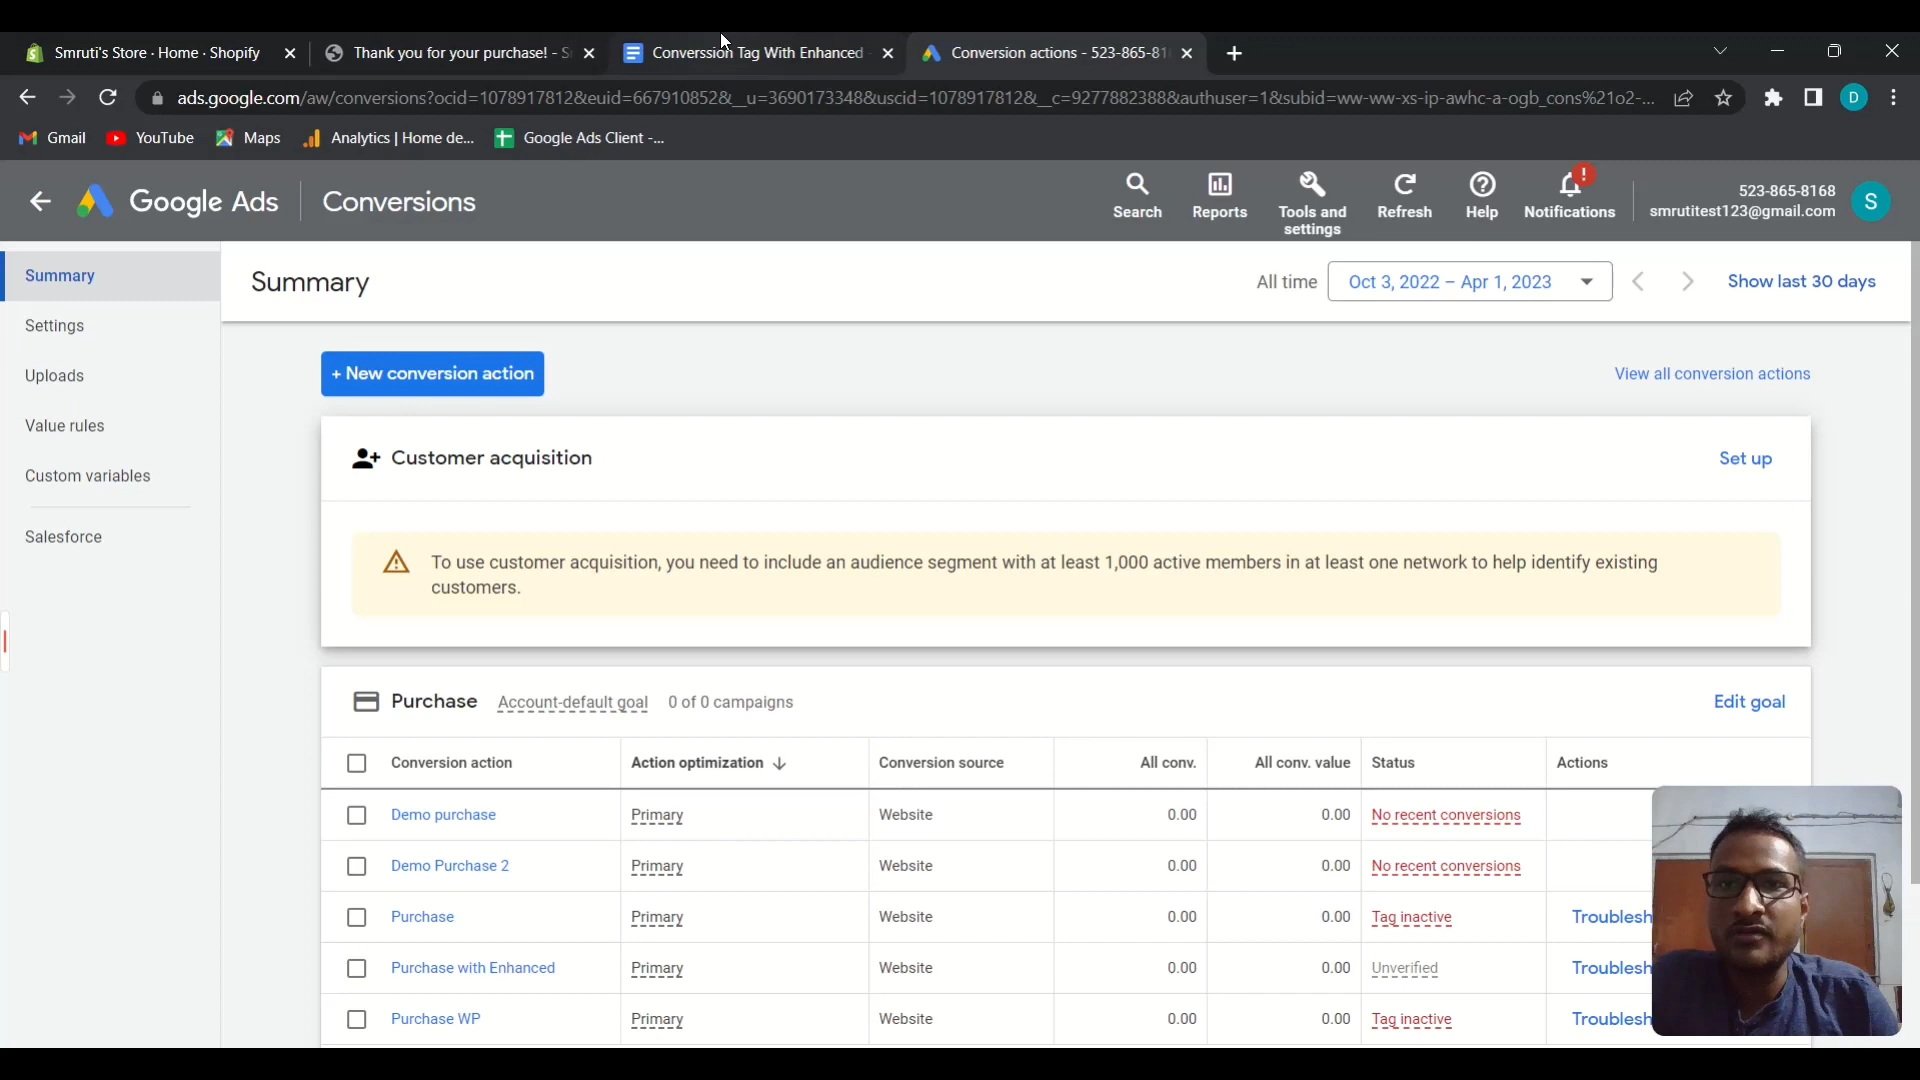 Smruti's Store · Home · Shopify
Thank you for your purchase! - S
Converssion Tag With Enhanced
Conversion actions - 523-865-81
ads.google.com/aw/conversions?ocid=1078917812&euid=667910852&__u=3690173348&uscid=1078917812&__c=9277882388&authuser=1&subid=ww-ww-xs-ip-awhc-a-ogb_cons%21o2-...
D
Gmail
YouTube
Maps
Analytics | Home de...
Google Ads Client -...
Google Ads
Conversions
Search
Reports
Tools and
settings
Refresh
Help
!
Notifications
523-865-8168
smrutitest123@gmail.com
S
Summary
Settings
Uploads
Value rules
Custom variables
Salesforce
Summary
All time
Oct 3, 2022 – Apr 1, 2023
Show last 30 days
+ New conversion action
View all conversion actions
Customer acquisition
Set up
To use customer acquisition, you need to include an audience segment with at least 1,000 active members in at least one network to help identify existing
customers.
Purchase Account-default goal 0 of 0 campaigns
Edit goal
Conversion action Action optimization Conversion source All conv. All conv. value Status Actions
Demo purchase Primary Website 0.00 0.00 No recent conversions
Demo Purchase 2 Primary Website 0.00 0.00 No recent conversions
Purchase Primary Website 0.00 0.00 Tag inactive Troublesh
Purchase with Enhanced Primary Website 0.00 0.00 Unverified Troublesh
Purchase WP Primary Website 0.00 0.00 Tag inactive Troublesh